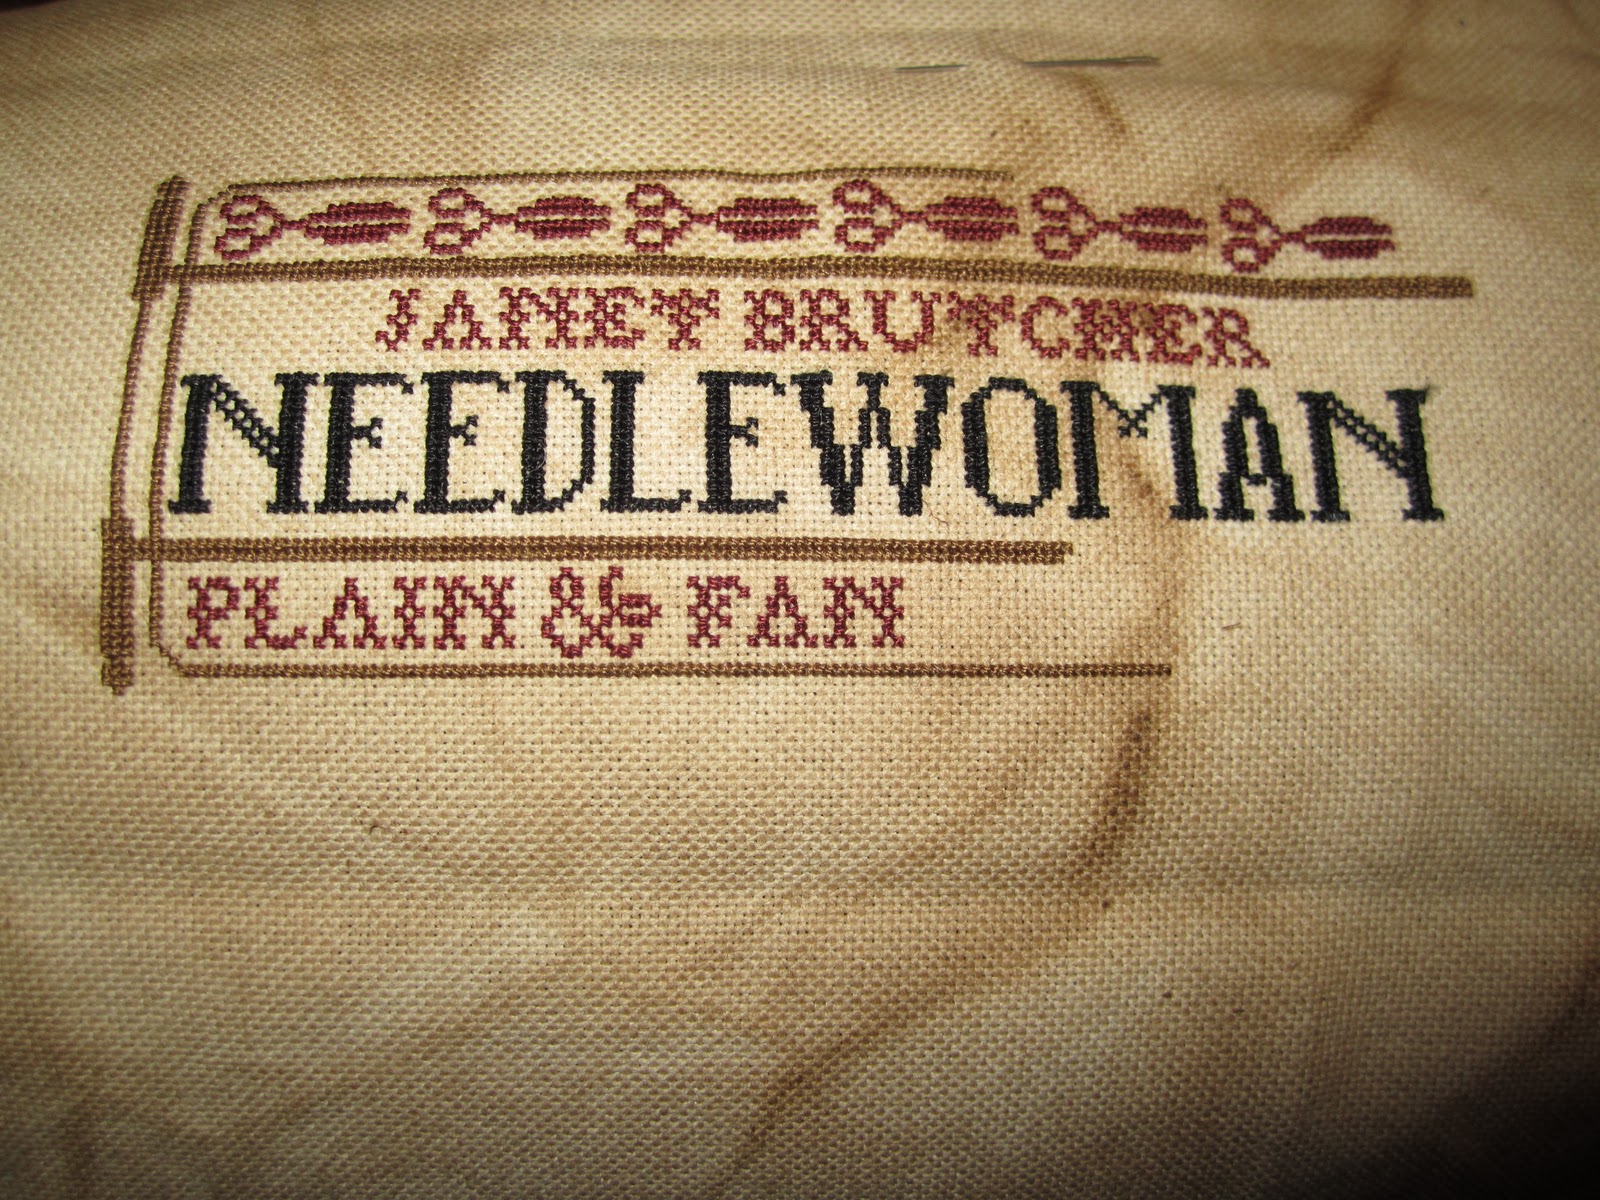 JANET BRUTCHER
NEEDLEWOMAN
PLAIN & FAN